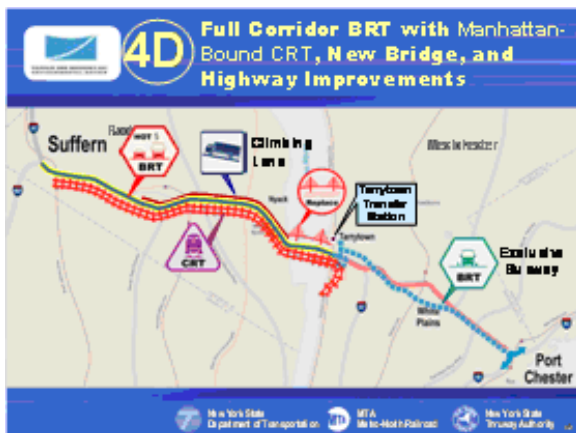 4D
Full Corridor BRT with Manhattan-
Bound CRT, New Bridge, and
Highway Improvements
Suffern
HOT
BRT
Climbing
Lane
Westchester
Nyack
Replace
Tarrytown
Transfer
Station
Tarrytown
CRT
Exclusive
Busway
BRT
White
Plains
Port
Chester
New York State
Department of Transportation
MTA
Metro-North Railroad
New York State
Thruway Authority